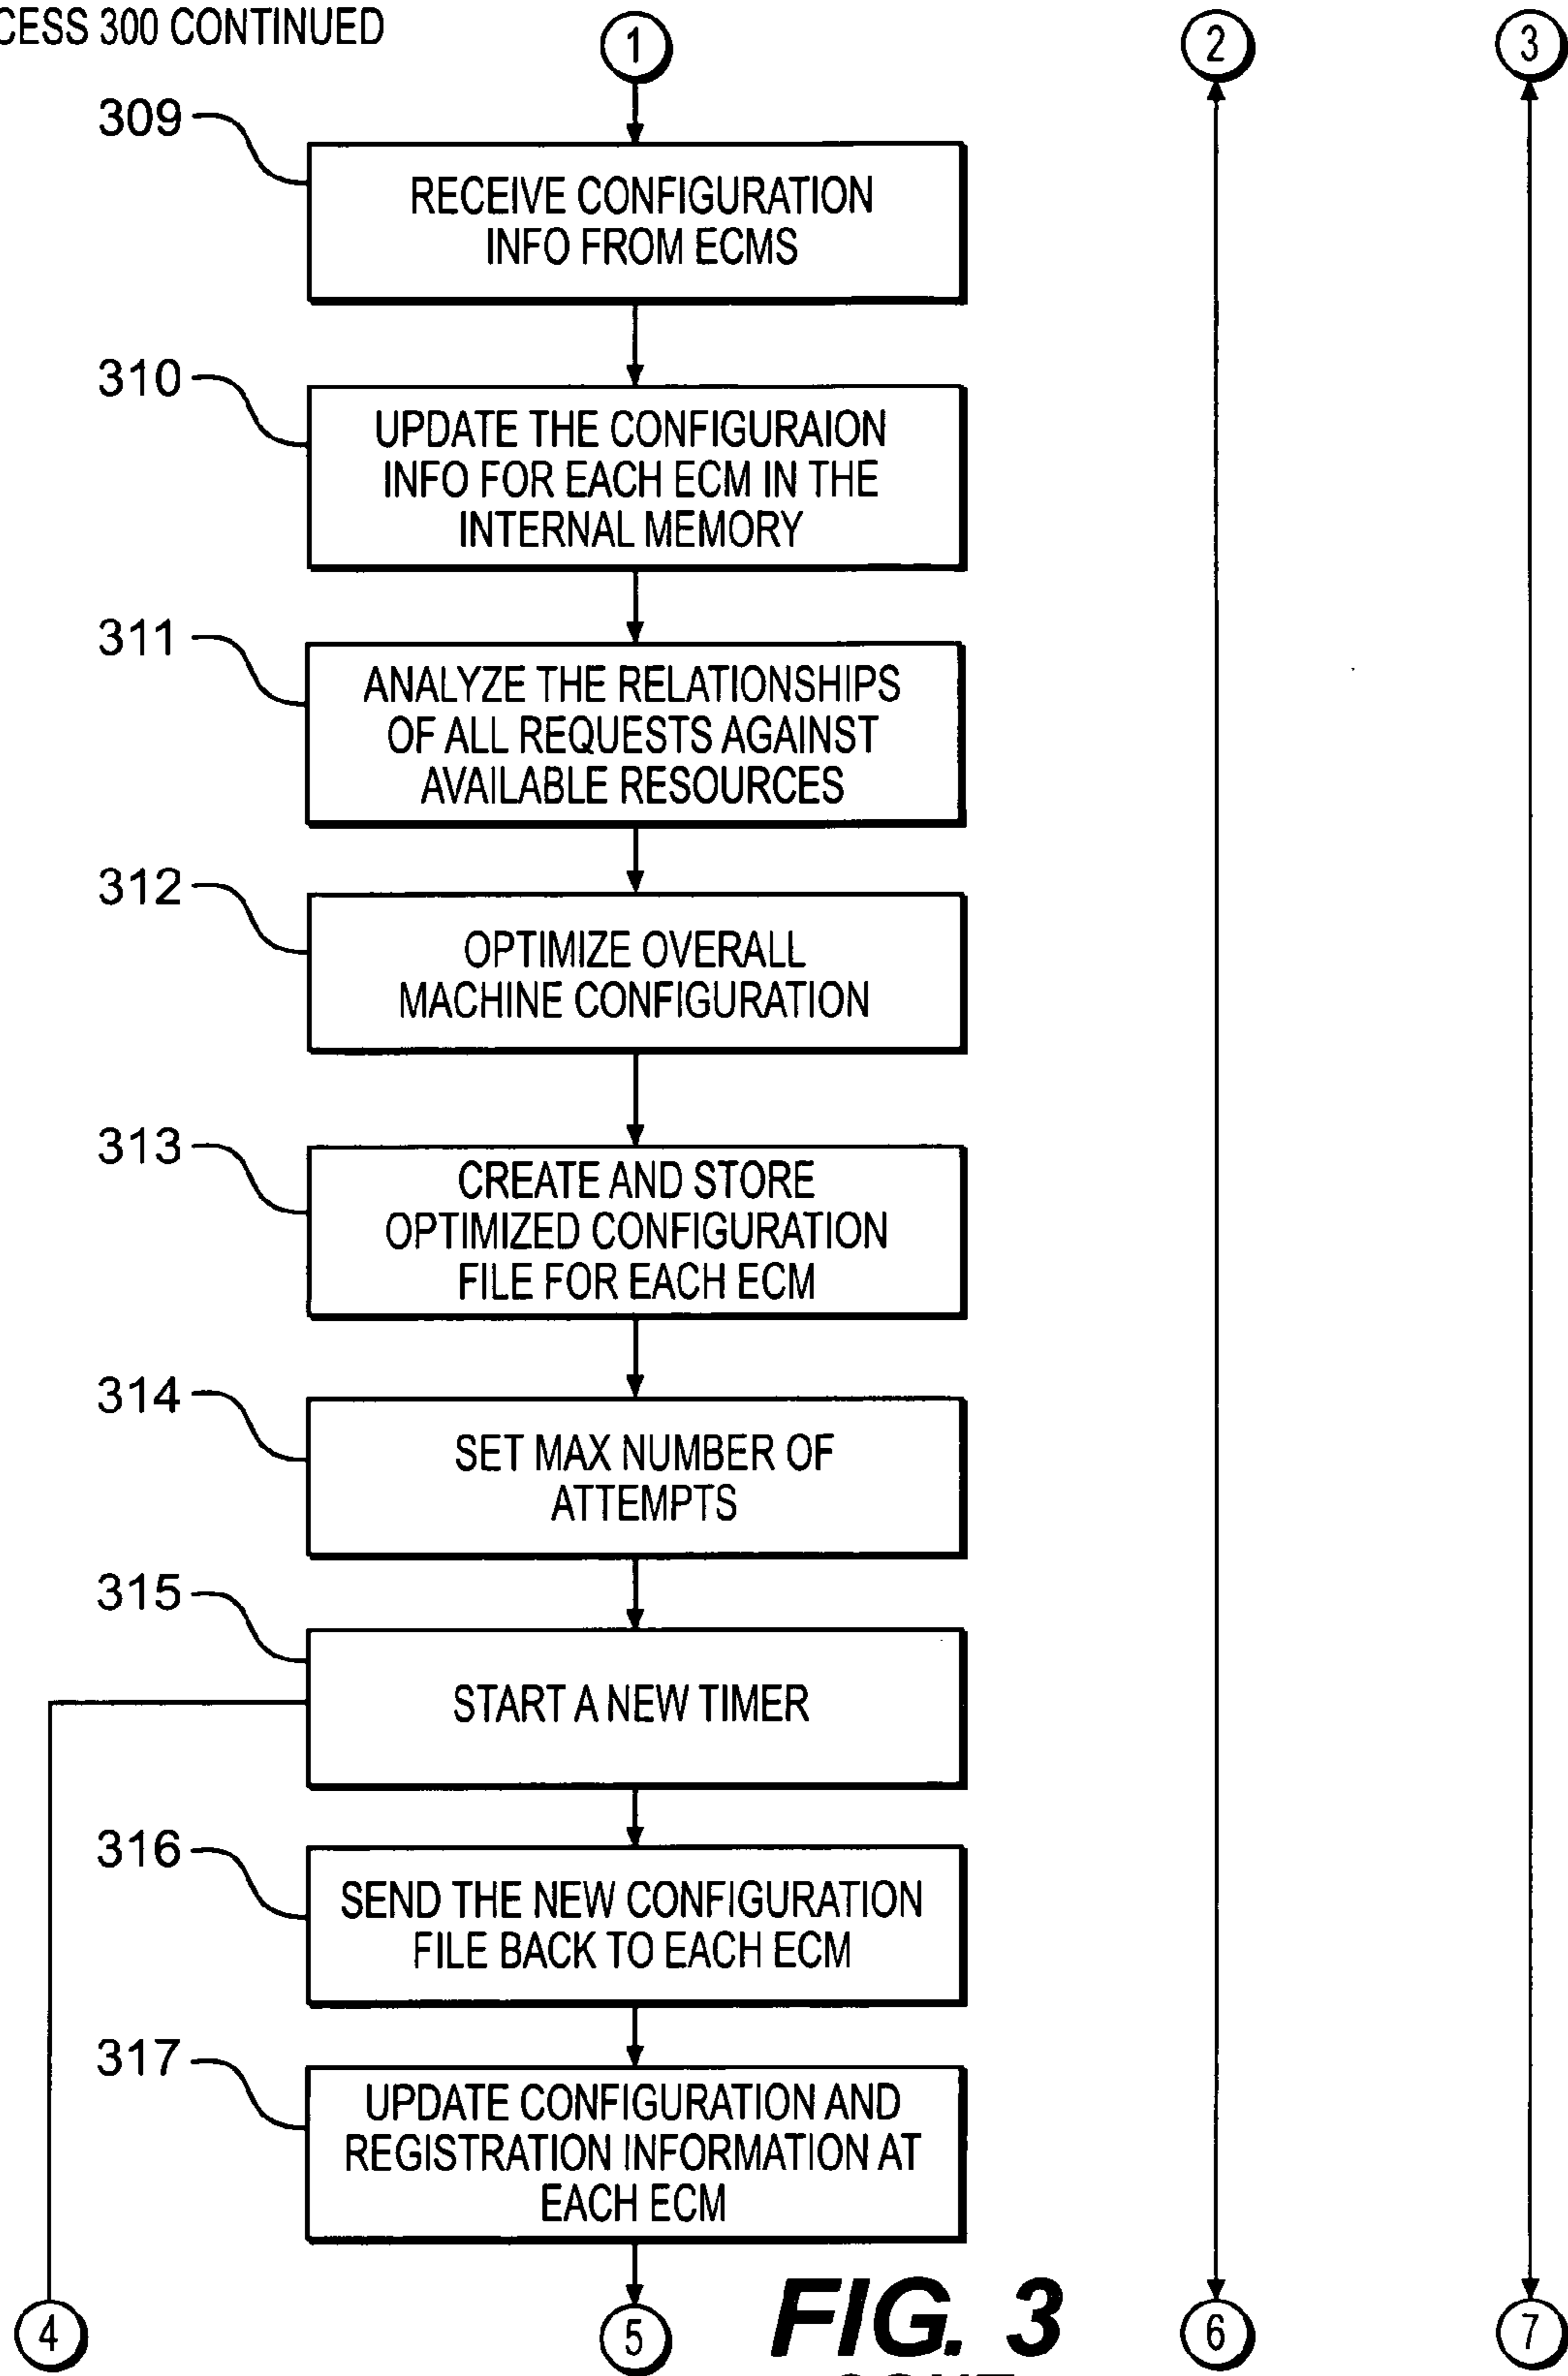 CESS 300 CONTINUED
1
2
3
309
RECEIVE CONFIGURATION
INFO FROM ECMS
310
UPDATE THE CONFIGURAION
INFO FOR EACH ECM IN THE
INTERNAL MEMORY
311
ANALYZE THE RELATIONSHIPS
OF ALL REQUESTS AGAINST
AVAILABLE RESOURCES
312
OPTIMIZE OVERALL
MACHINE CONFIGURATION
313
CREATE AND STORE
OPTIMIZED CONFIGURATION
FILE FOR EACH ECM
314
SET MAX NUMBER OF
ATTEMPTS
315
START A NEW TIMER
316
SEND THE NEW CONFIGURATION
FILE BACK TO EACH ECM
317
UPDATE CONFIGURATION AND
REGISTRATION INFORMATION AT
EACH ECM
4
5
FIG. 3
6
7